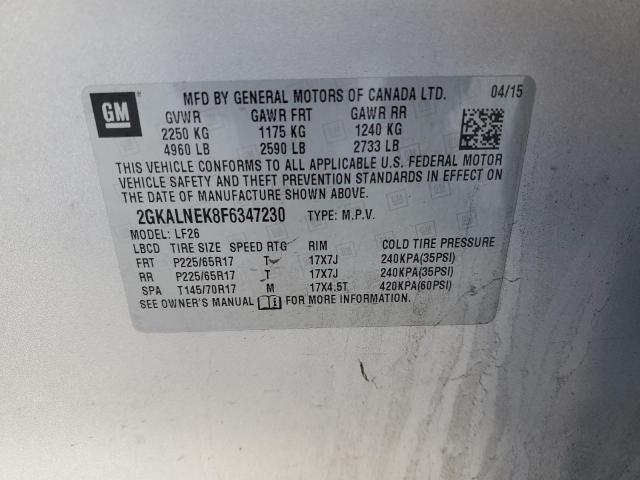 GM
MFD BY GENERAL MOTORS OF CANADA LTD. 04/15
GVWR GAWR FRT GAWR RR
2250 KG 1175 KG 1240 KG
4960 LB 2590 LB 2733 LB
THIS VEHICLE CONFORMS TO ALL APPLICABLE U.S. FEDERAL MOTOR
VEHICLE SAFETY AND THEFT PREVENTION STANDARDS IN EFFECT ON
THE DATE OF MANUFACTURE SHOWN ABOVE.
2GKALNEK8F6347230 TYPE: M.P.V.
MODEL: LF26
LBCD TIRE SIZE SPEED RTG RIM COLD TIRE PRESSURE
FRT P225/65R17 T 17X7J 240KPA(35PSI)
RR P225/65R17 T 17X7J 240KPA(35PSI)
SPA T145/70R17 M 17X4.5T 420KPA(60PSI)
SEE OWNER'S MANUAL FOR MORE INFORMATION.